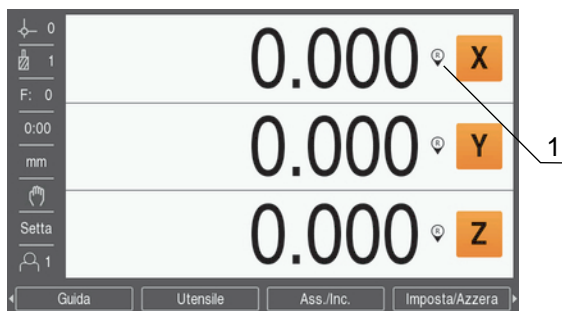 0
1
F: 0
0:00
mm
Setta
1
0.000 R X
0.000 R Y
0.000 R Z
1
Guida
Utensile
Ass./Inc.
Imposta/Azzera